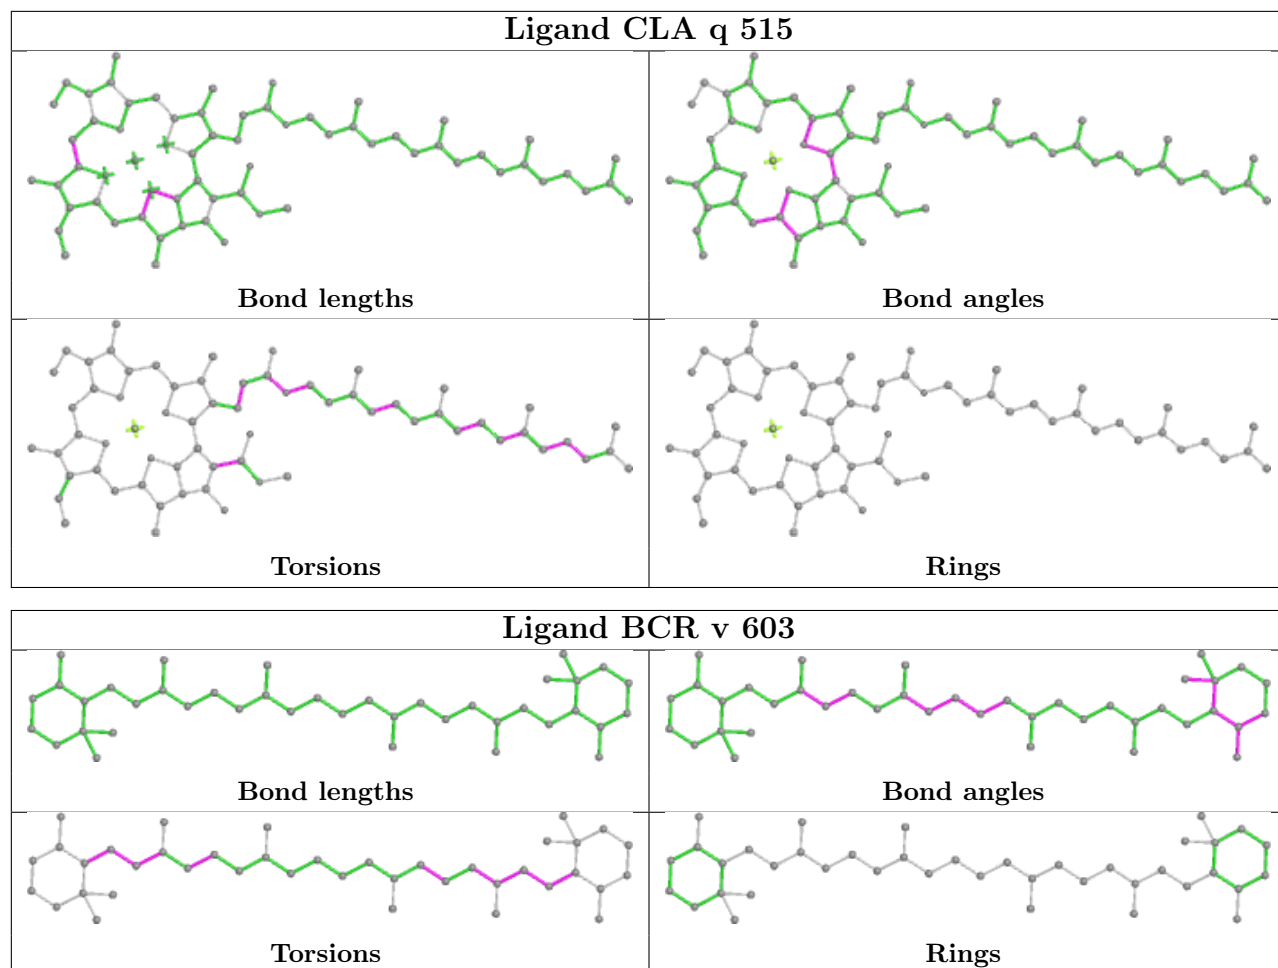 Ligand CLA q 515
Bond lengths
Bond angles
Torsions
Rings
Ligand BCR v 603
Bond lengths
Bond angles
Torsions
Rings